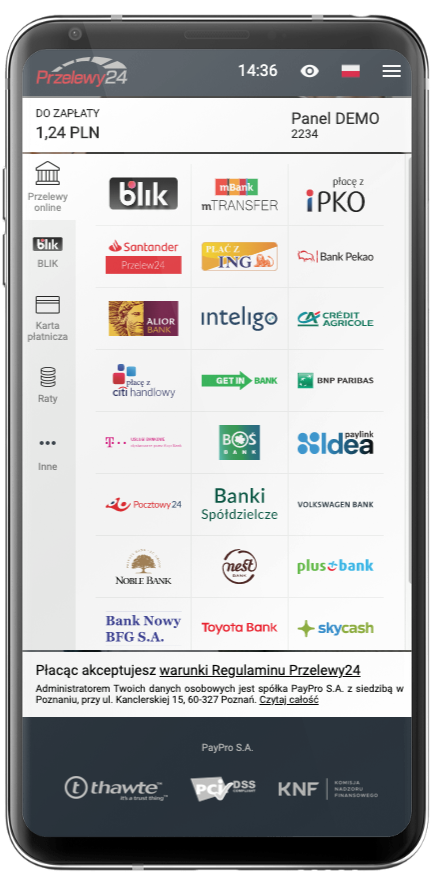 Przelewy24
14:36
DO ZAPŁATY
1,24 PLN
Panel DEMO
2234
Przelewy
online
BLIK
BLIK
Karta
płatnicza
Raty
Inne
blik
mBank
mTRANSFER
płacę z
iPKO
Santander
Przelew24
PŁAĆ Z
ING
Bank Pekao
ALIOR
BANK
inteligo
CRÉDIT
AGRICOLE
płacę z
citi handlowy
GET IN BANK
BNP PARIBAS
T
USŁUGI BANKOWE
BOŚ
BANK
paylink
Idea
Pocztowy24
Banki
Spółdzielcze
VOLKSWAGEN BANK
NOBLE BANK
nest
BANK
plus bank
Bank Nowy
BFG S.A.
Toyota Bank
skycash
Płacąc akceptujesz warunki Regulaminu Przelewy24
Administratorem Twoich danych osobowych jest spółka PayPro S.A. z siedzibą w
Poznaniu, przy ul. Kanclerskiej 15, 60-327 Poznań. Czytaj całość
PayPro S.A.
thawte™
it's a trust thing™
PCI DSS
COMPLIANT
KNF
KOMISJA
NADZORU
FINANSOWEGO